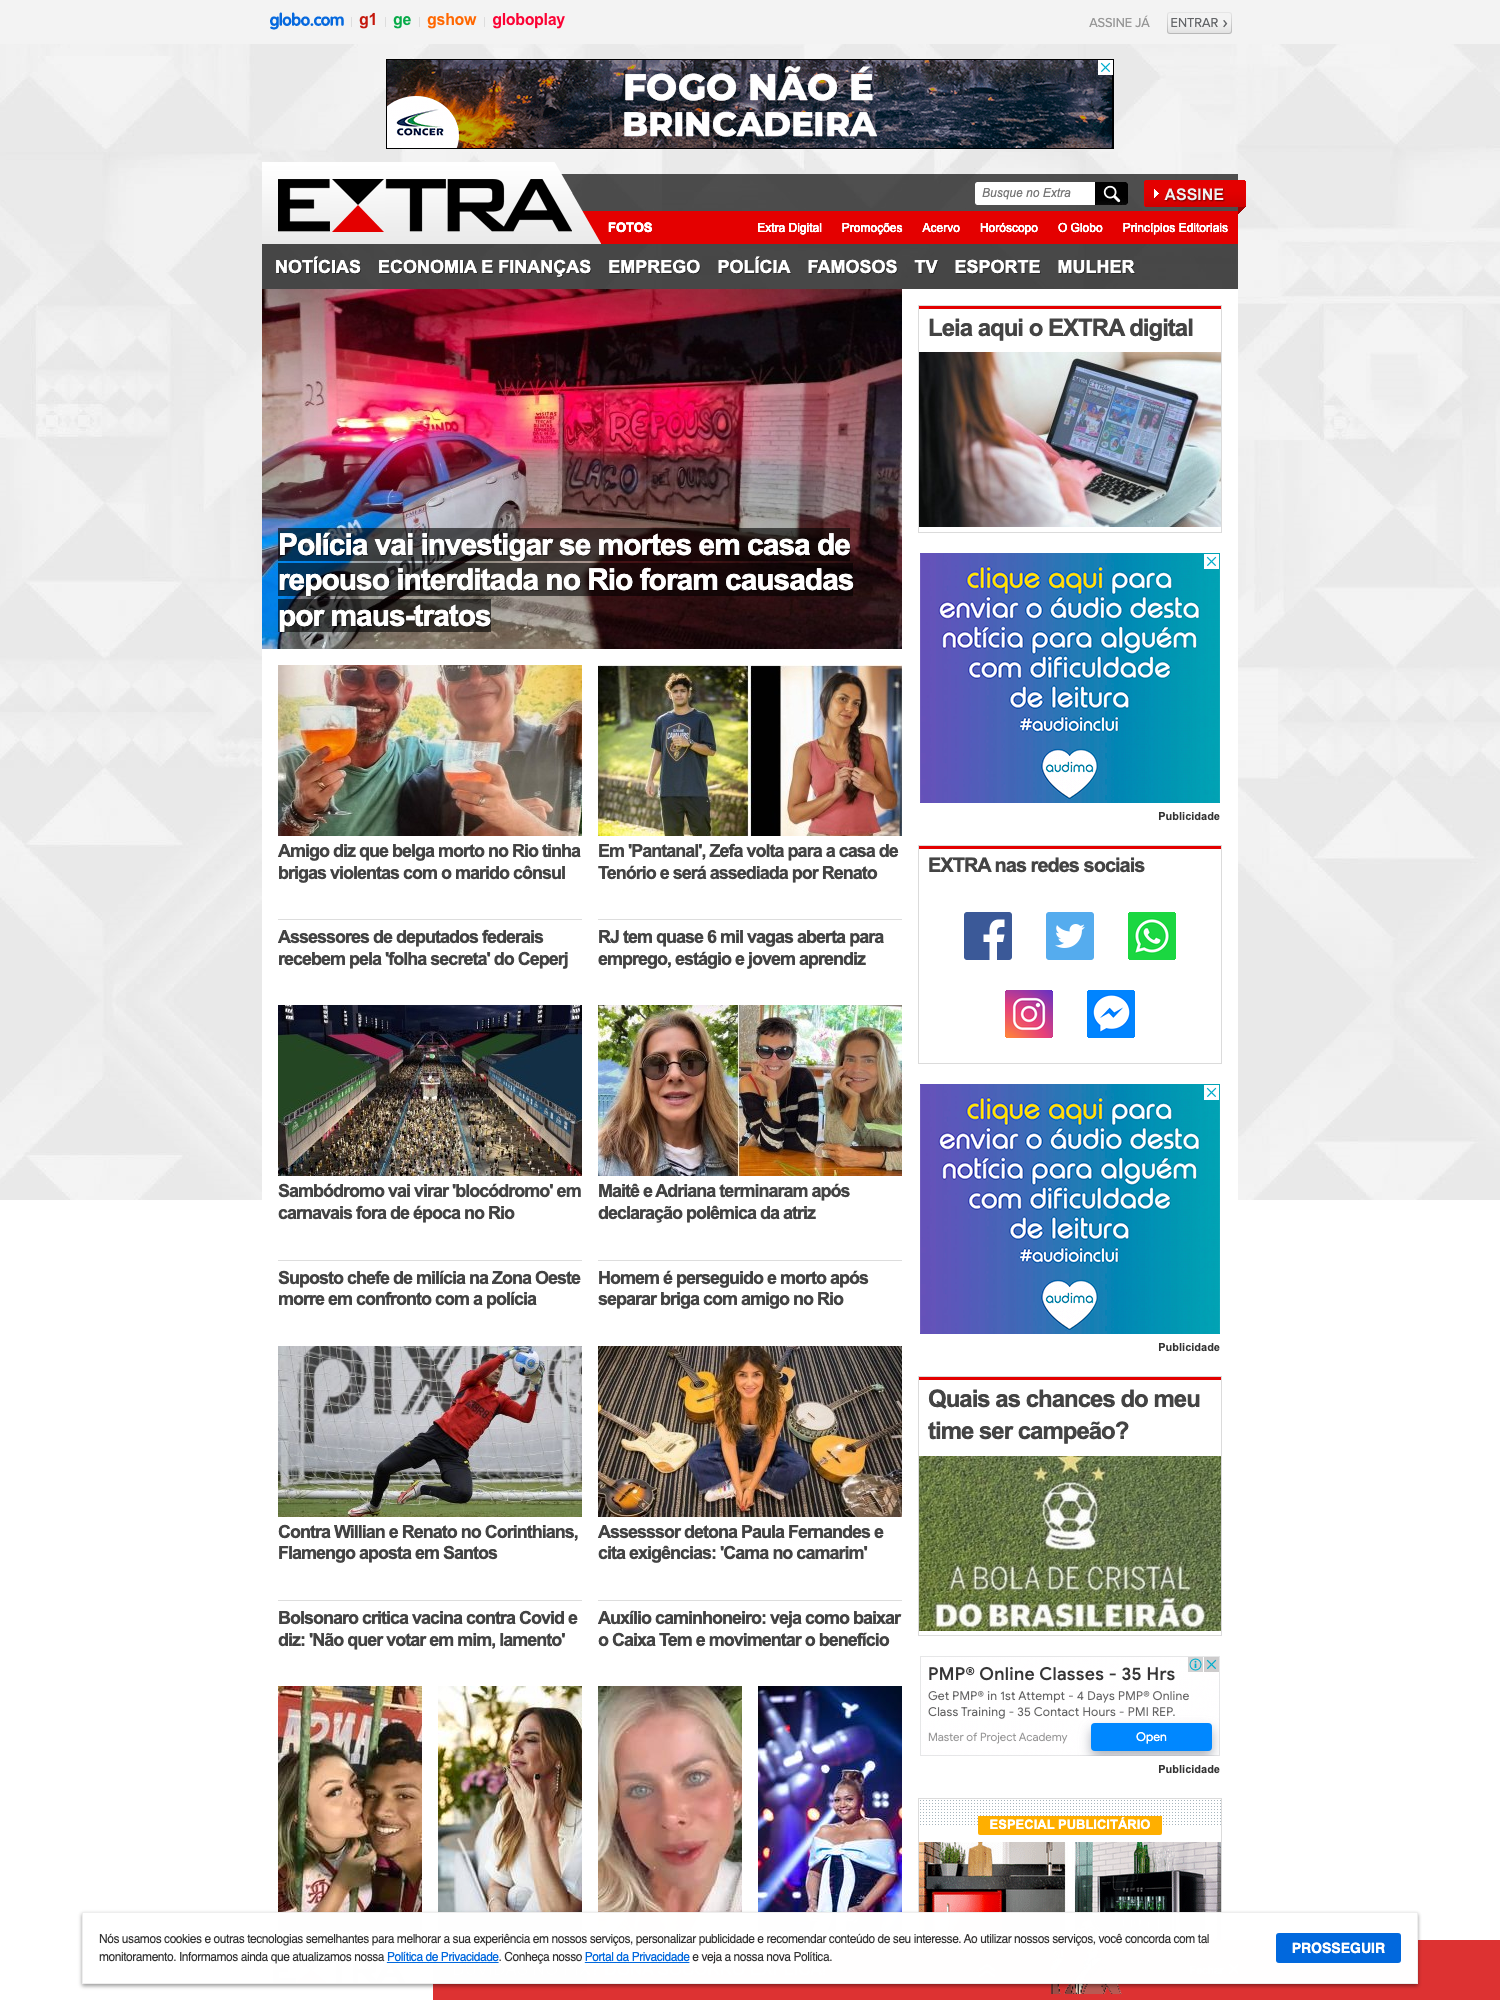 globo.com g1 ge gshow globoplay
ASSINE JÁ ENTRAR ›
FOGO NÃO É
BRINCADEIRA
CONCER
EXTRA
Busque no Extra
ASSINE
FOTOS
Extra Digital Promoções Acervo Horóscopo O Globo Princípios Editoriais
NOTÍCIAS ECONOMIA E FINANÇAS EMPREGO POLÍCIA FAMOSOS TV ESPORTE MULHER
23
REPOUSO
LAÇO DE OURO
Polícia vai investigar se mortes em casa de
repouso interditada no Rio foram causadas
por maus-tratos
Leia aqui o EXTRA digital
clique aqui para
enviar o áudio desta
notícia para alguém
com dificuldade
de leitura
#audioinclui
audima
Publicidade
Amigo diz que belga morto no Rio tinha
brigas violentas com o marido cônsul
Em 'Pantanal', Zefa volta para a casa de
Tenório e será assediada por Renato
EXTRA nas redes sociais
Assessores de deputados federais
recebem pela 'folha secreta' do Ceperj
RJ tem quase 6 mil vagas aberta para
emprego, estágio e jovem aprendiz
Sambódromo vai virar 'blocódromo' em
carnavais fora de época no Rio
Maitê e Adriana terminaram após
declaração polêmica da atriz
clique aqui para
enviar o áudio desta
notícia para alguém
com dificuldade
de leitura
#audioinclui
audima
Publicidade
Suposto chefe de milícia na Zona Oeste
morre em confronto com a polícia
Homem é perseguido e morto após
separar briga com amigo no Rio
Contra Willian e Renato no Corinthians,
Flamengo aposta em Santos
Assesssor detona Paula Fernandes e
cita exigências: 'Cama no camarim'
Quais as chances do meu
time ser campeão?
A BOLA DE CRISTAL
DO BRASILEIRÃO
Bolsonaro critica vacina contra Covid e
diz: 'Não quer votar em mim, lamento'
Auxílio caminhoneiro: veja como baixar
o Caixa Tem e movimentar o benefício
PMP® Online Classes - 35 Hrs
Get PMP® in 1st Attempt - 4 Days PMP® Online
Class Training - 35 Contact Hours - PMI REP.
Master of Project Academy
Open
Publicidade
ESPECIAL PUBLICITÁRIO
Nós usamos cookies e outras tecnologias semelhantes para melhorar a sua experiência em nossos serviços, personalizar publicidade e recomendar conteúdo de seu interesse. Ao utilizar nossos serviços, você concorda com tal
monitoramento. Informamos ainda que atualizamos nossa Política de Privacidade. Conheça nosso Portal da Privacidade e veja a nossa nova Política.
PROSSEGUIR